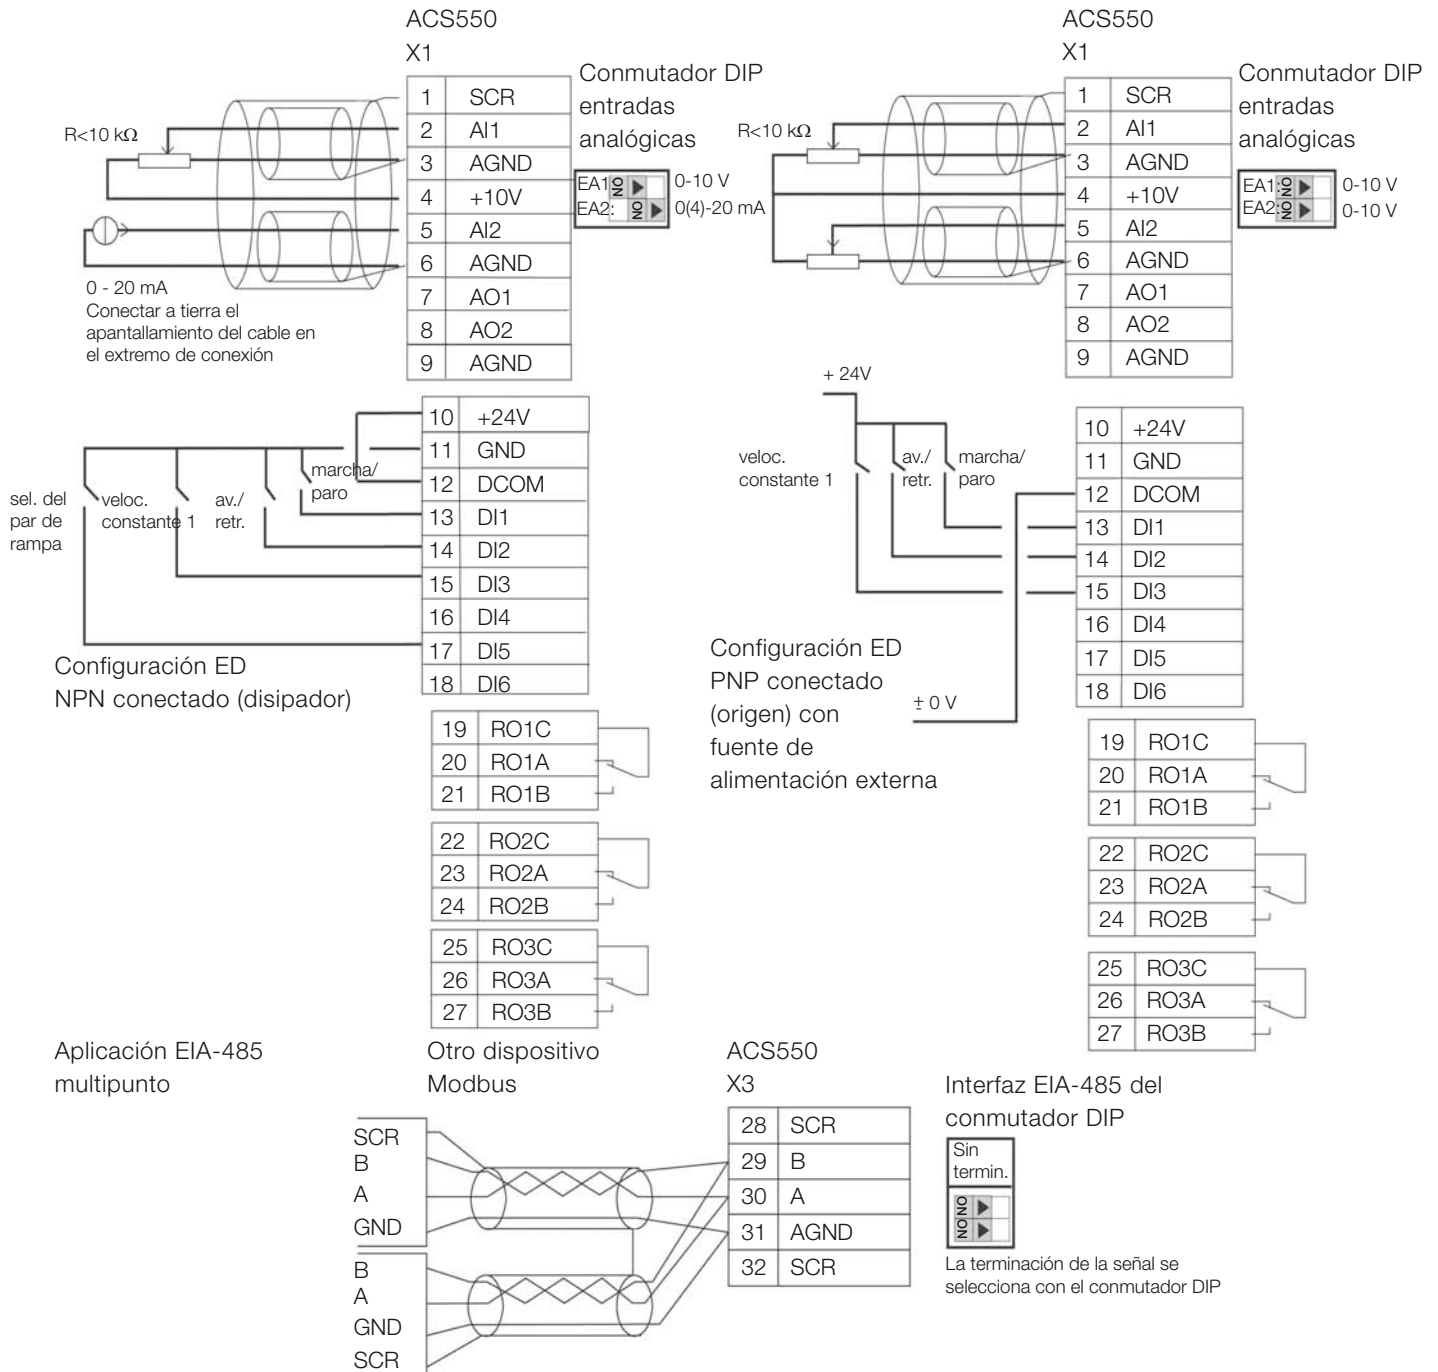 ACS550
X1
Conmutador DIP
entradas
analógicas
1 SCR
2 AI1
3 AGND
4 +10V
5 AI2
6 AGND
7 AO1
8 AO2
9 AGND
R<10 kΩ
EA1: ON 0-10 V
EA2: ON 0(4)-20 mA
0 - 20 mA
Conectar a tierra el
apantallamiento del cable en
el extremo de conexión
10 +24V
11 GND
12 DCOM
13 DI1
14 DI2
15 DI3
16 DI4
17 DI5
18 DI6
sel. del
par de
rampa
veloc.
constante 1
av./
retr.
marcha/
paro
Configuración ED
NPN conectado (disipador)
19 RO1C
20 RO1A
21 RO1B
22 RO2C
23 RO2A
24 RO2B
25 RO3C
26 RO3A
27 RO3B
ACS550
X1
Conmutador DIP
entradas
analógicas
1 SCR
2 AI1
3 AGND
4 +10V
5 AI2
6 AGND
7 AO1
8 AO2
9 AGND
R<10 kΩ
EA1: ON 0-10 V
EA2: ON 0-10 V
+ 24V
10 +24V
11 GND
12 DCOM
13 DI1
14 DI2
15 DI3
16 DI4
17 DI5
18 DI6
veloc.
constante 1
av./
retr.
marcha/
paro
Configuración ED
PNP conectado
(origen) con
fuente de
alimentación externa
± 0 V
19 RO1C
20 RO1A
21 RO1B
22 RO2C
23 RO2A
24 RO2B
25 RO3C
26 RO3A
27 RO3B
Aplicación EIA-485
multipunto
Otro dispositivo
Modbus
SCR
B
A
GND
B
A
GND
SCR
ACS550
X3
28 SCR
29 B
30 A
31 AGND
32 SCR
Interfaz EIA-485 del
conmutador DIP
Sin
termin.
ON
ON
La terminación de la señal se
selecciona con el conmutador DIP